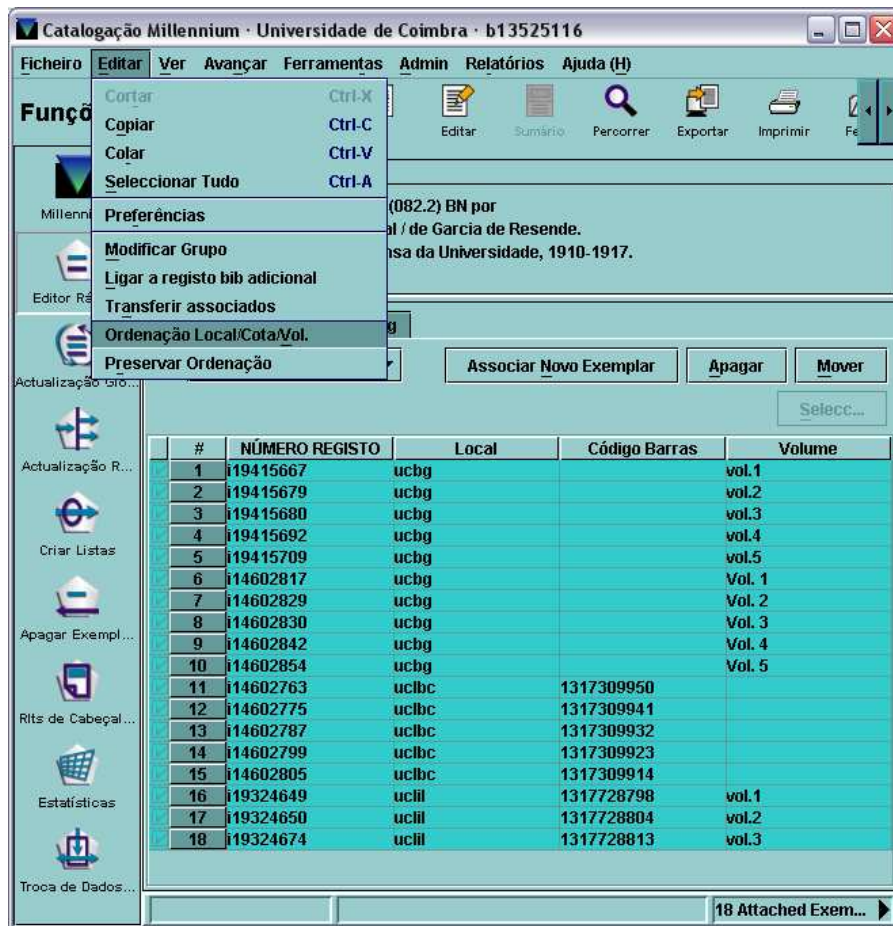 Catalogação Millennium · Universidade de Coimbra · b13525116
Ficheiro Editar Ver Avançar Ferramentas Admin Relatórios Ajuda (H)
Funçõ
Editar Sumário Percorrer Exportar Imprimir Fe
Cortar Ctrl-X
Copiar Ctrl-C
Colar Ctrl-V
Seleccionar Tudo Ctrl-A
Preferências
Modificar Grupo
Ligar a registo bib adicional
Transferir associados
Ordenação Local/Cota/Vol.
Preservar Ordenação
(082.2) BN por
al / de Garcia de Resende.
nsa da Universidade, 1910-1917.
g
Associar Novo Exemplar Apagar Mover
Selecc...
Millenni
Editor Rá
Actualização Glo...
Actualização R...
Criar Listas
Apagar Exempl...
Rlts de Cabeçal...
Estatísticas
Troca de Dados...
# NÚMERO REGISTO Local Código Barras Volume
1 i19415667 ucbg vol.1
2 i19415679 ucbg vol.2
3 i19415680 ucbg vol.3
4 i19415692 ucbg vol.4
5 i19415709 ucbg vol.5
6 i14602817 ucbg Vol. 1
7 i14602829 ucbg Vol. 2
8 i14602830 ucbg Vol. 3
9 i14602842 ucbg Vol. 4
10 i14602854 ucbg Vol. 5
11 i14602763 uclbc 1317309950
12 i14602775 uclbc 1317309941
13 i14602787 uclbc 1317309932
14 i14602799 uclbc 1317309923
15 i14602805 uclbc 1317309914
16 i19324649 uclil 1317728798 vol.1
17 i19324650 uclil 1317728804 vol.2
18 i19324674 uclil 1317728813 vol.3
18 Attached Exem...